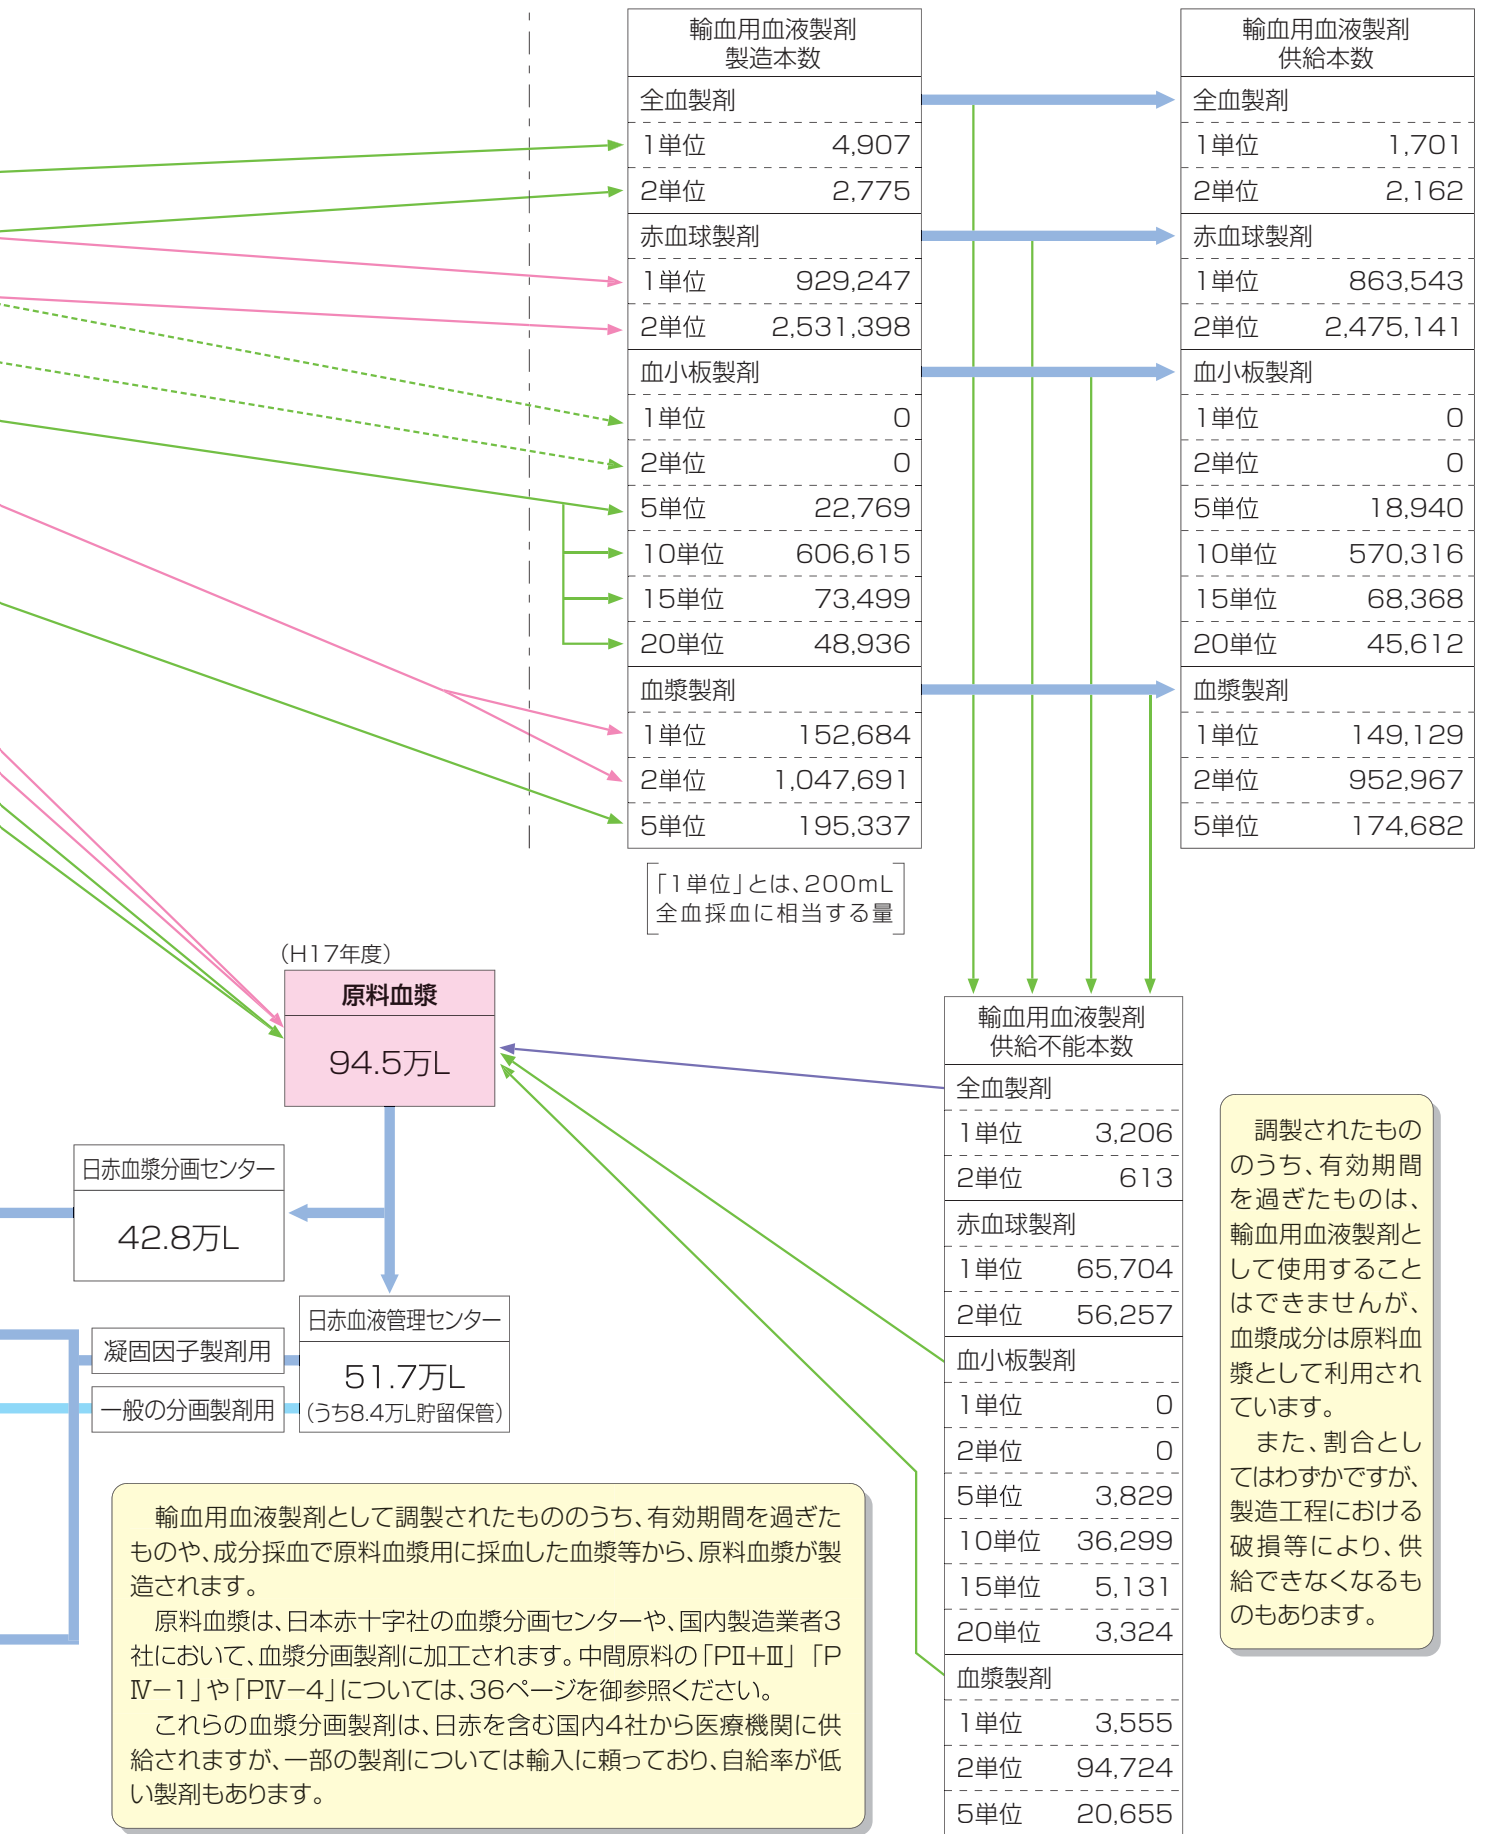 輸血用血液製剤
製造本数
全血製剤
1単位 4,907
2単位 2,775
赤血球製剤
1単位 929,247
2単位 2,531,398
血小板製剤
1単位 0
2単位 0
5単位 22,769
10単位 606,615
15単位 73,499
20単位 48,936
血漿製剤
1単位 152,684
2単位 1,047,691
5単位 195,337
「1単位」とは、200mL
全血採血に相当する量
輸血用血液製剤
供給本数
全血製剤
1単位 1,701
2単位 2,162
赤血球製剤
1単位 863,543
2単位 2,475,141
血小板製剤
1単位 0
2単位 0
5単位 18,940
10単位 570,316
15単位 68,368
20単位 45,612
血漿製剤
1単位 149,129
2単位 952,967
5単位 174,682
(H17年度)
原料血漿
94.5万L
日赤血漿分画センター
42.8万L
日赤血液管理センター
51.7万L
(うち8.4万L貯留保管)
凝固因子製剤用
一般の分画製剤用
輸血用血液製剤
供給不能本数
全血製剤
1単位 3,206
2単位 613
赤血球製剤
1単位 65,704
2単位 56,257
血小板製剤
1単位 0
2単位 0
5単位 3,829
10単位 36,299
15単位 5,131
20単位 3,324
血漿製剤
1単位 3,555
2単位 94,724
5単位 20,655
調製されたもの
のうち、有効期間
を過ぎたものは、
輸血用血液製剤と
して使用すること
はできませんが、
血漿成分は原料血
漿として利用され
ています。
また、割合とし
てはわずかですが、
製造工程における
破損等により、供
給できなくなるも
のもあります。
輸血用血液製剤として調製されたもののうち、有効期間を過ぎた
ものや、成分採血で原料血漿用に採血した血漿等から、原料血漿が製
造されます。
原料血漿は、日本赤十字社の血漿分画センターや、国内製造業者3
社において、血漿分画製剤に加工されます。中間原料の「PⅡ+Ⅲ」「P
Ⅳ−1」や「PⅣ−4」については、36ページを御参照ください。
これらの血漿分画製剤は、日赤を含む国内4社から医療機関に供
給されますが、一部の製剤については輸入に頼っており、自給率が低
い製剤もあります。